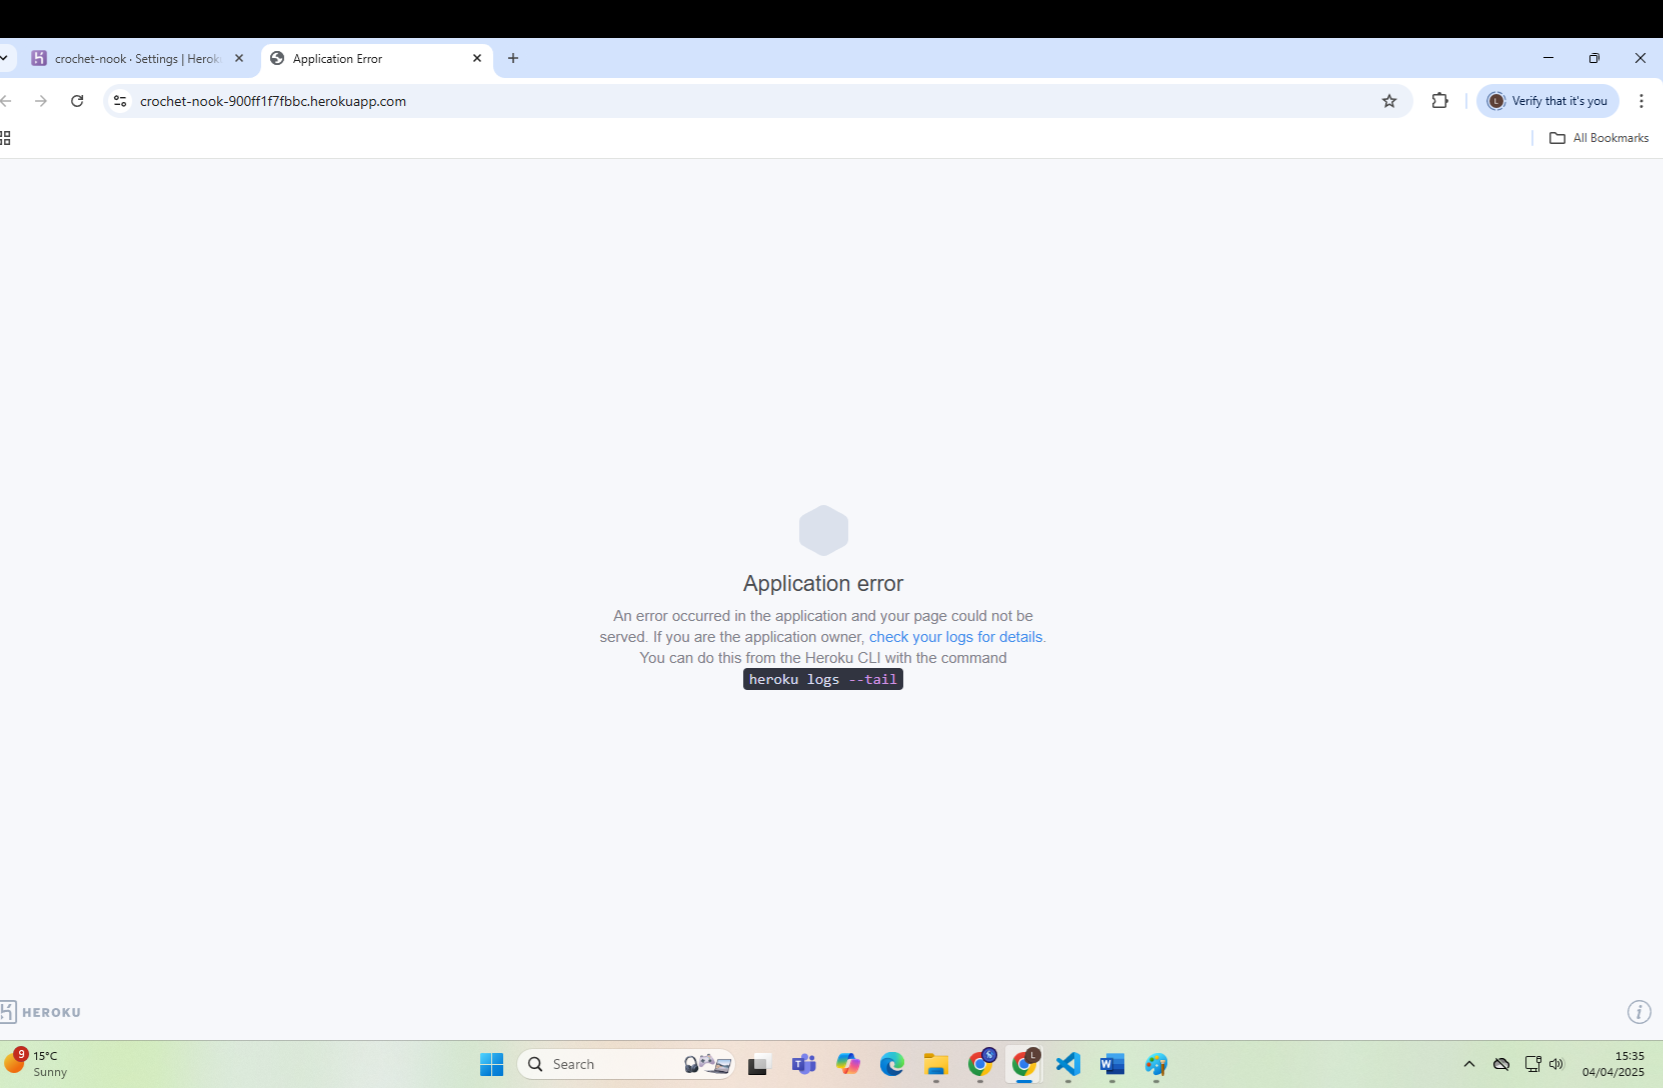 crochet-nook · Settings | Herok
Application Error
crochet-nook-900ff1f7fbbc.herokuapp.com
L
Verify that it's you
All Bookmarks
Application error
An error occurred in the application and your page could not be
served. If you are the application owner, check your logs for details.
You can do this from the Heroku CLI with the command
heroku logs --tail
HEROKU
i
9
15°C
Sunny
Search
S
L
15:35
04/04/2025